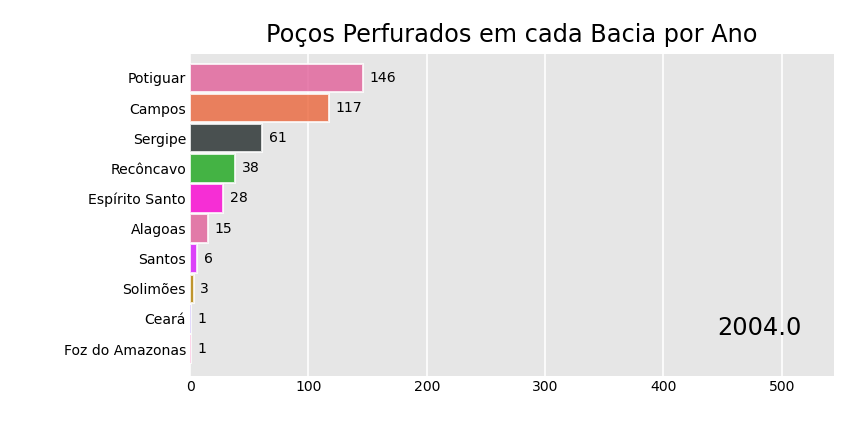 Poços Perfurados em cada Bacia por Ano
Potiguar 146
Campos 117
Sergipe 61
Recôncavo 38
Espírito Santo 28
Alagoas 15
Santos 6
Solimões 3
Ceará 1
2004.0
Foz do Amazonas 1
0 100 200 300 400 500